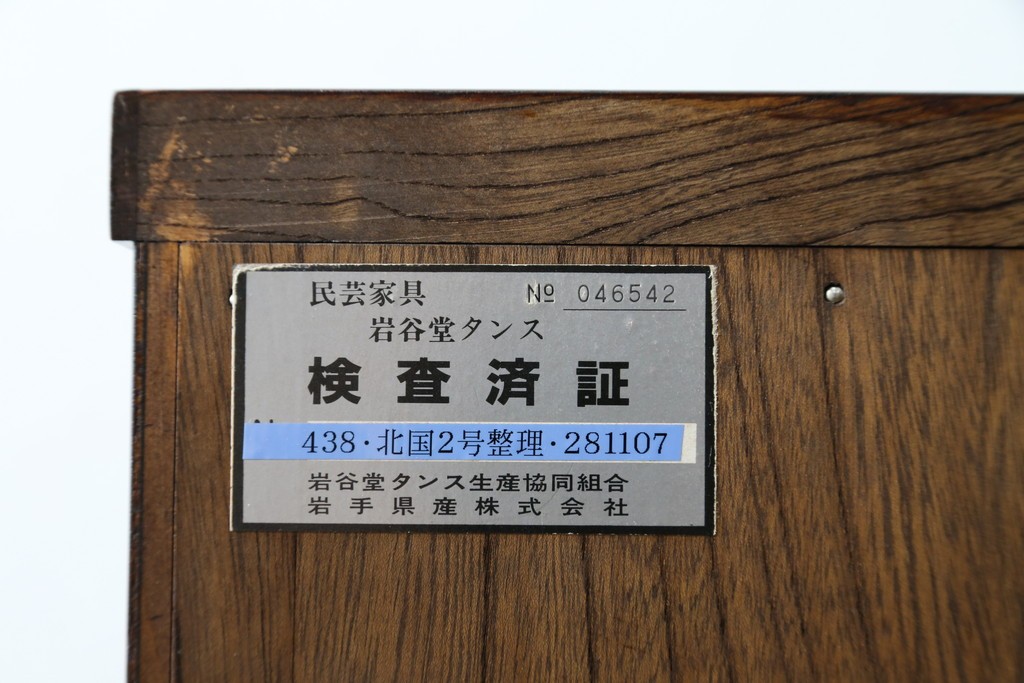 民芸家具 № 046542
岩谷堂タンス
検査済証
438・北国2号整理・281107
岩谷堂タンス生産協同組合
岩手県産株式会社